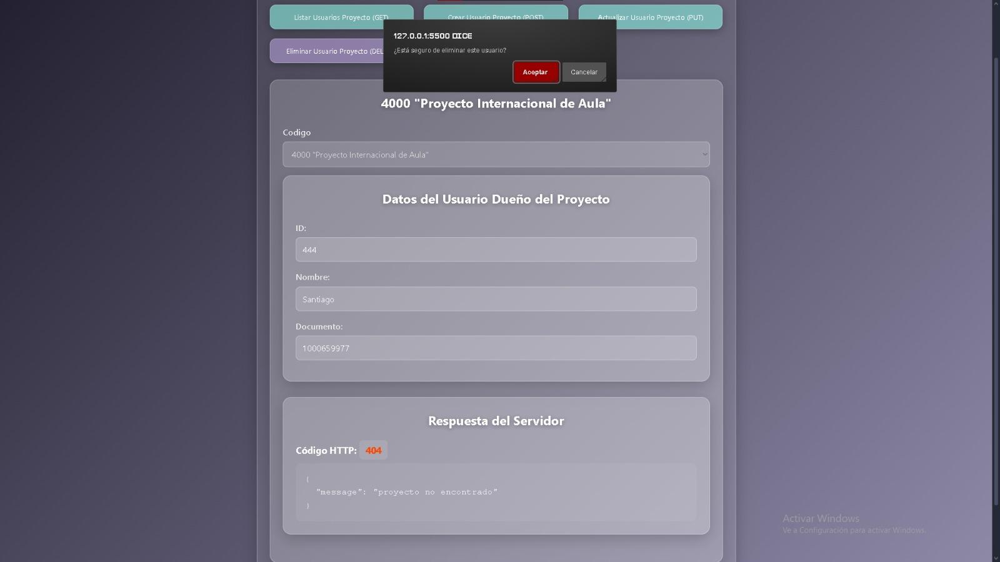 Listar Usuarios Proyecto (GET)
Crear Usuario Proyecto (POST)
Actualizar Usuario Proyecto (PUT)
Eliminar Usuario Proyecto (DEL
127.0.0.1:5500 DICE
¿Está seguro de eliminar este usuario?
Aceptar
Cancelar
4000 "Proyecto Internacional de Aula"
Codigo
4000 "Proyecto Internacional de Aula"
Datos del Usuario Dueño del Proyecto
ID:
444
Nombre:
Santiago
Documento:
1000659977
Respuesta del Servidor
Código HTTP: 404
{
"message": "proyecto no encontrado"
}
Activar Windows
Ve a Configuración para activar Windows.